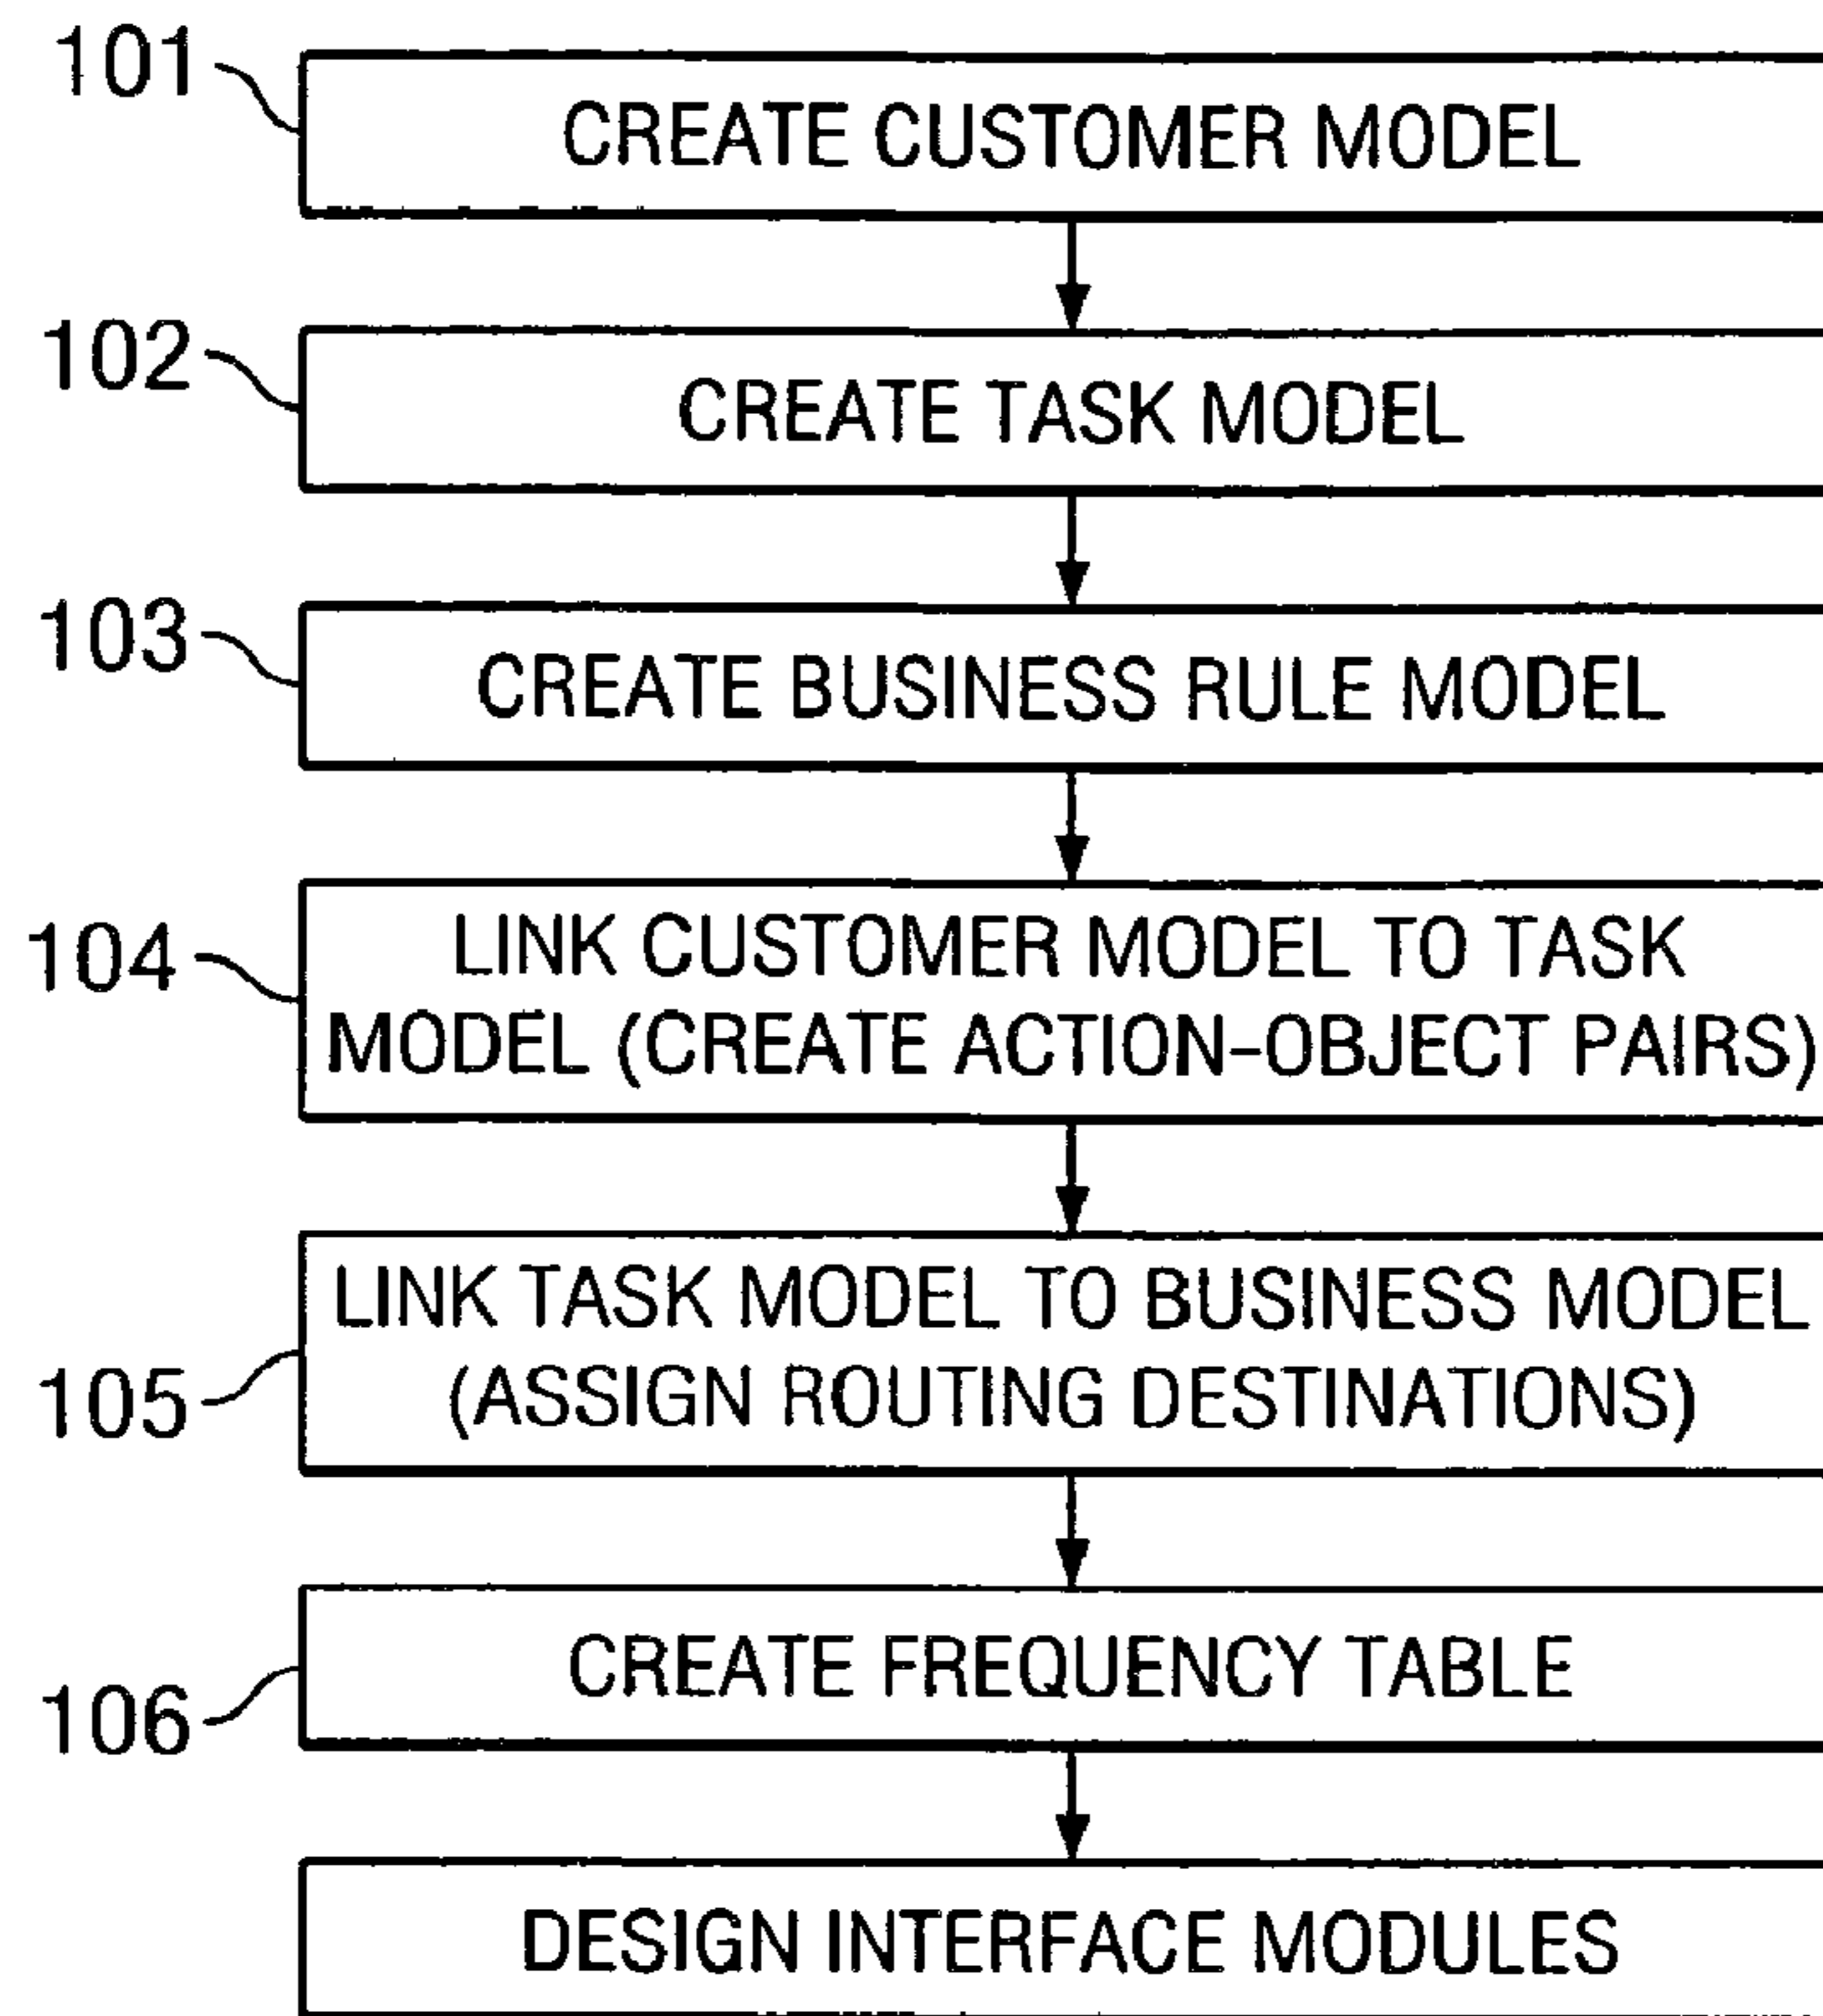 101
CREATE CUSTOMER MODEL
102
CREATE TASK MODEL
103
CREATE BUSINESS RULE MODEL
104
LINK CUSTOMER MODEL TO TASK
MODEL (CREATE ACTION-OBJECT PAIRS)
LINK TASK MODEL TO BUSINESS MODEL
105
(ASSIGN ROUTING DESTINATIONS)
CREATE FREQUENCY TABLE
106
DESIGN INTERFACE MODULES